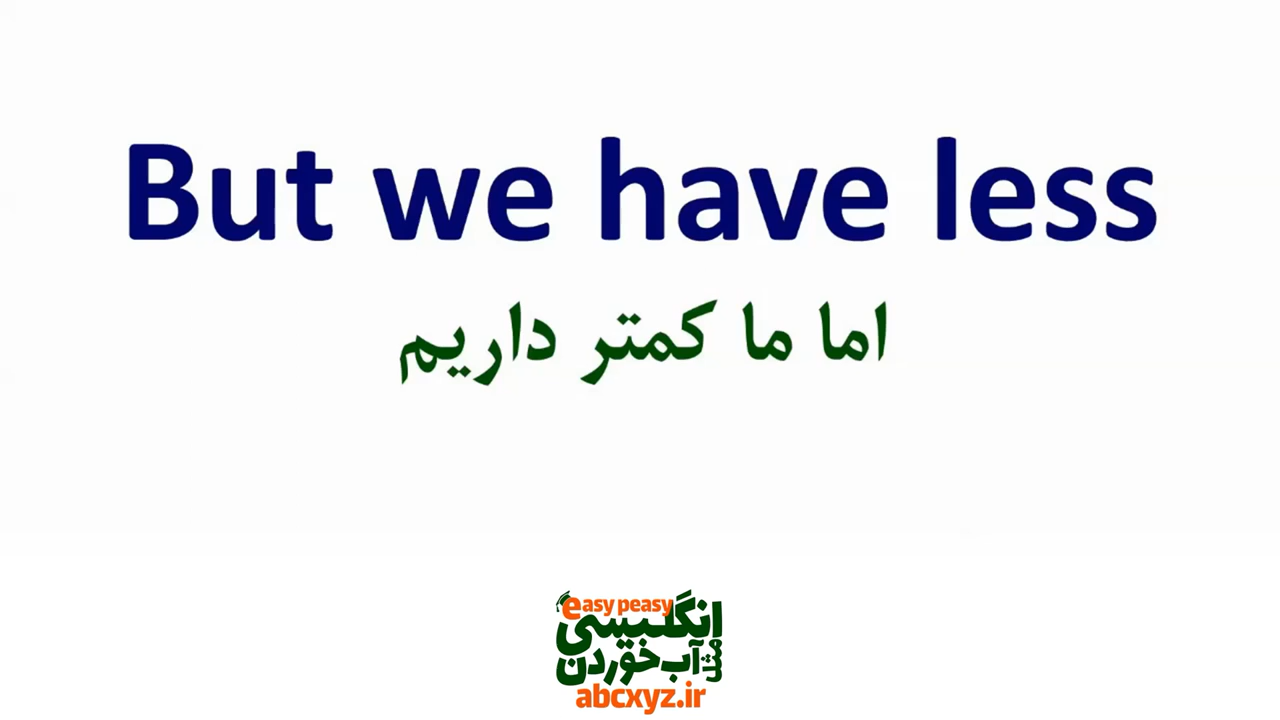 But we have less
اما ما کمتر داریم
easy peasy
انگلیسی
مثل آب خوردن
abcxyz.ir